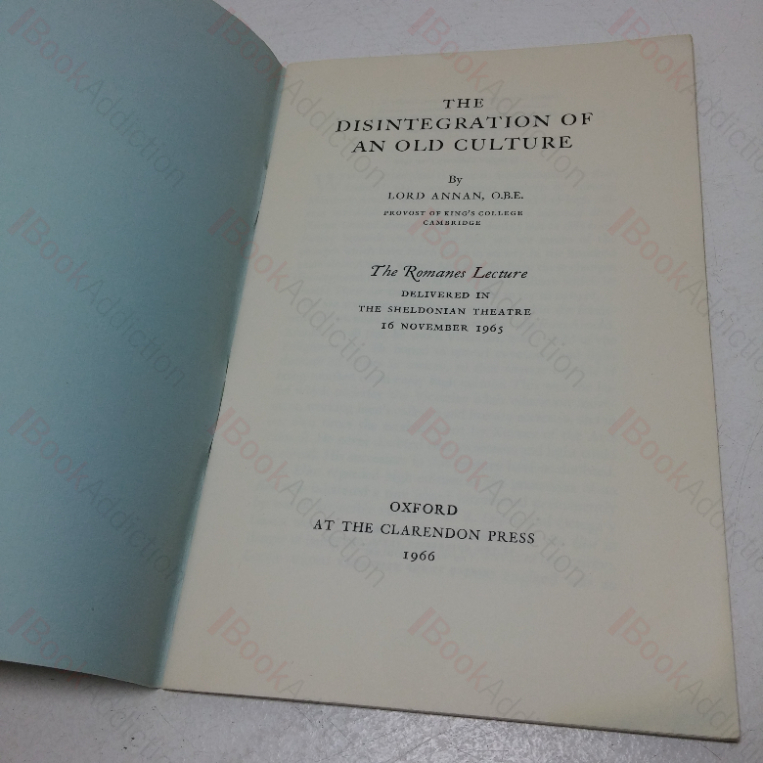 THE
DISINTEGRATION OF
AN OLD CULTURE
By
LORD ANNAN, O.B.E.
PROVOST OF KING'S COLLEGE
CAMBRIDGE
The Romanes Lecture
DELIVERED IN
THE SHELDONIAN THEATRE
16 NOVEMBER 1965
OXFORD
AT THE CLARENDON PRESS
1966
BookAddiction